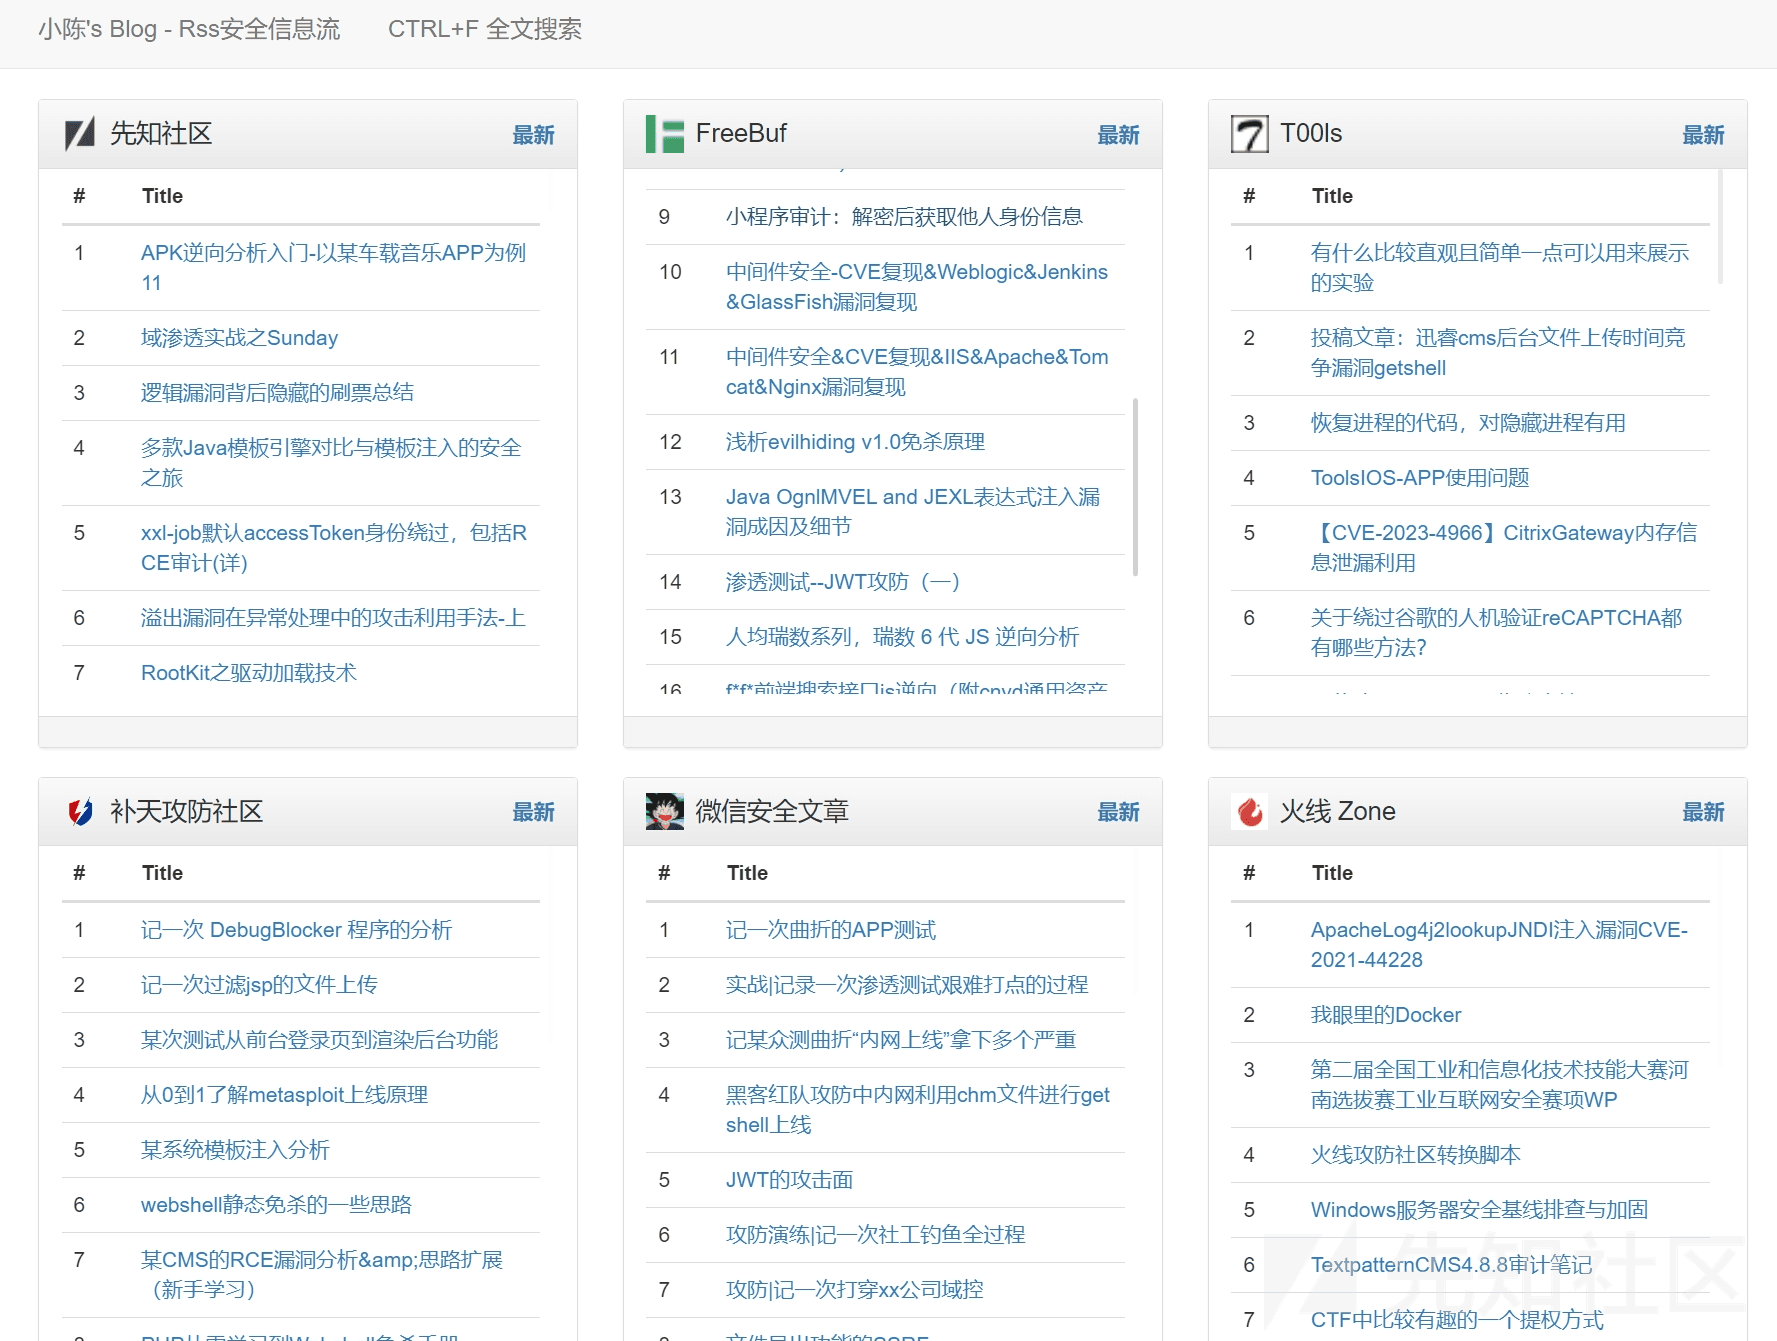 小陈's Blog - Rss安全信息流 CTRL+F 全文搜索
先知社区 最新
# Title
1 APK逆向分析入门-以某车载音乐APP为例
11
2 域渗透实战之Sunday
3 逻辑漏洞背后隐藏的刷票总结
4 多款Java模板引擎对比与模板注入的安全
之旅
5 xxl-job默认accessToken身份绕过，包括R
CE审计(详)
6 溢出漏洞在异常处理中的攻击利用手法-上
7 RootKit之驱动加载技术
FreeBuf 最新
9 小程序审计：解密后获取他人身份信息
10 中间件安全-CVE复现&Weblogic&Jenkins
&GlassFish漏洞复现
11 中间件安全&CVE复现&IIS&Apache&Tom
cat&Nginx漏洞复现
12 浅析evilhiding v1.0免杀原理
13 Java OgnlMVEL and JEXL表达式注入漏
洞成因及细节
14 渗透测试--JWT攻防（一）
15 人均瑞数系列，瑞数 6 代 JS 逆向分析
16 f*f*前端搜索接口js逆向（附cnvd通用资产
T00ls 最新
# Title
1 有什么比较直观且简单一点可以用来展示
的实验
2 投稿文章：迅睿cms后台文件上传时间竞
争漏洞getshell
3 恢复进程的代码，对隐藏进程有用
4 ToolsIOS-APP使用问题
5 【CVE-2023-4966】CitrixGateway内存信
息泄漏利用
6 关于绕过谷歌的人机验证reCAPTCHA都
有哪些方法?
补天攻防社区 最新
# Title
1 记一次 DebugBlocker 程序的分析
2 记一次过滤jsp的文件上传
3 某次测试从前台登录页到渲染后台功能
4 从0到1了解metasploit上线原理
5 某系统模板注入分析
6 webshell静态免杀的一些思路
7 某CMS的RCE漏洞分析&amp;思路扩展
（新手学习）
微信安全文章 最新
# Title
1 记一次曲折的APP测试
2 实战|记录一次渗透测试艰难打点的过程
3 记某众测曲折“内网上线”拿下多个严重
4 黑客红队攻防中内网利用chm文件进行get
shell上线
5 JWT的攻击面
6 攻防演练|记一次社工钓鱼全过程
7 攻防|记一次打穿xx公司域控
火线 Zone 最新
# Title
1 ApacheLog4j2lookupJNDI注入漏洞CVE-
2021-44228
2 我眼里的Docker
3 第二届全国工业和信息化技术技能大赛河
南选拔赛工业互联网安全赛项WP
4 火线攻防社区转换脚本
5 Windows服务器安全基线排查与加固
6 TextpatternCMS4.8.8审计笔记
7 CTF中比较有趣的一个提权方式
先知社区